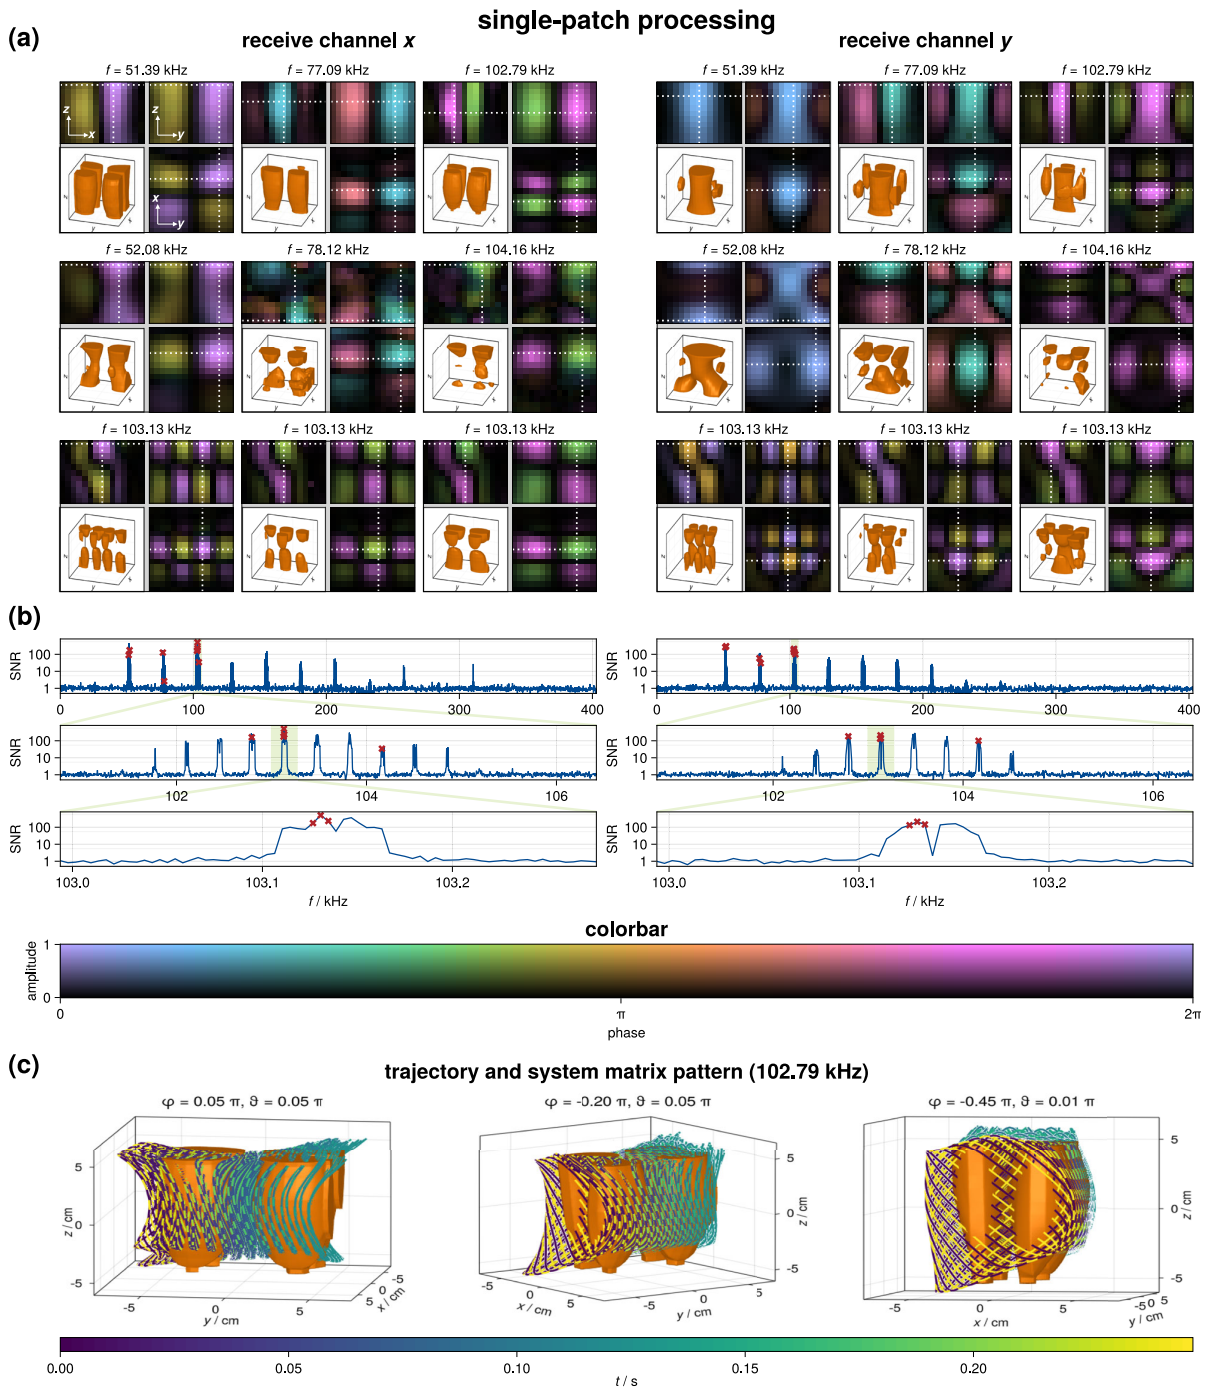 single-patch processing
(a)
receive channel x
receive channel y
f = 51.39 kHz
f = 77.09 kHz
f = 102.79 kHz
f = 51.39 kHz
f = 77.09 kHz
f = 102.79 kHz
z
x
z
y
x
y
f = 52.08 kHz
f = 78.12 kHz
f = 104.16 kHz
f = 52.08 kHz
f = 78.12 kHz
f = 104.16 kHz
f = 103.13 kHz
f = 103.13 kHz
f = 103.13 kHz
f = 103.13 kHz
f = 103.13 kHz
f = 103.13 kHz
(b)
SNR
100
10
1
0
100
200
300
400
SNR
100
10
1
0
100
200
300
400
SNR
100
10
1
102
104
106
SNR
100
10
1
102
104
106
SNR
100
1
103.0
103.1
103.2
f / kHz
SNR
100
1
103.0
103.1
103.2
f / kHz
colorbar
amplitude
1
0
0
π
2π
phase
(c)
trajectory and system matrix pattern (102.79 kHz)
φ = 0.05 π, ϑ = 0.05 π
φ = -0.20 π, ϑ = 0.05 π
φ = -0.45 π, ϑ = 0.01 π
z / cm
5
0
-5
-5
0
5
y / cm
5
0
-5
x / cm
-5
0
5
x / cm
-5
0
5
y / cm
5
0
-5
z / cm
-5
0
5
x / cm
5
0
-5
y / cm
5
0
-5
z / cm
0.00
0.05
0.10
0.15
0.20
t / s